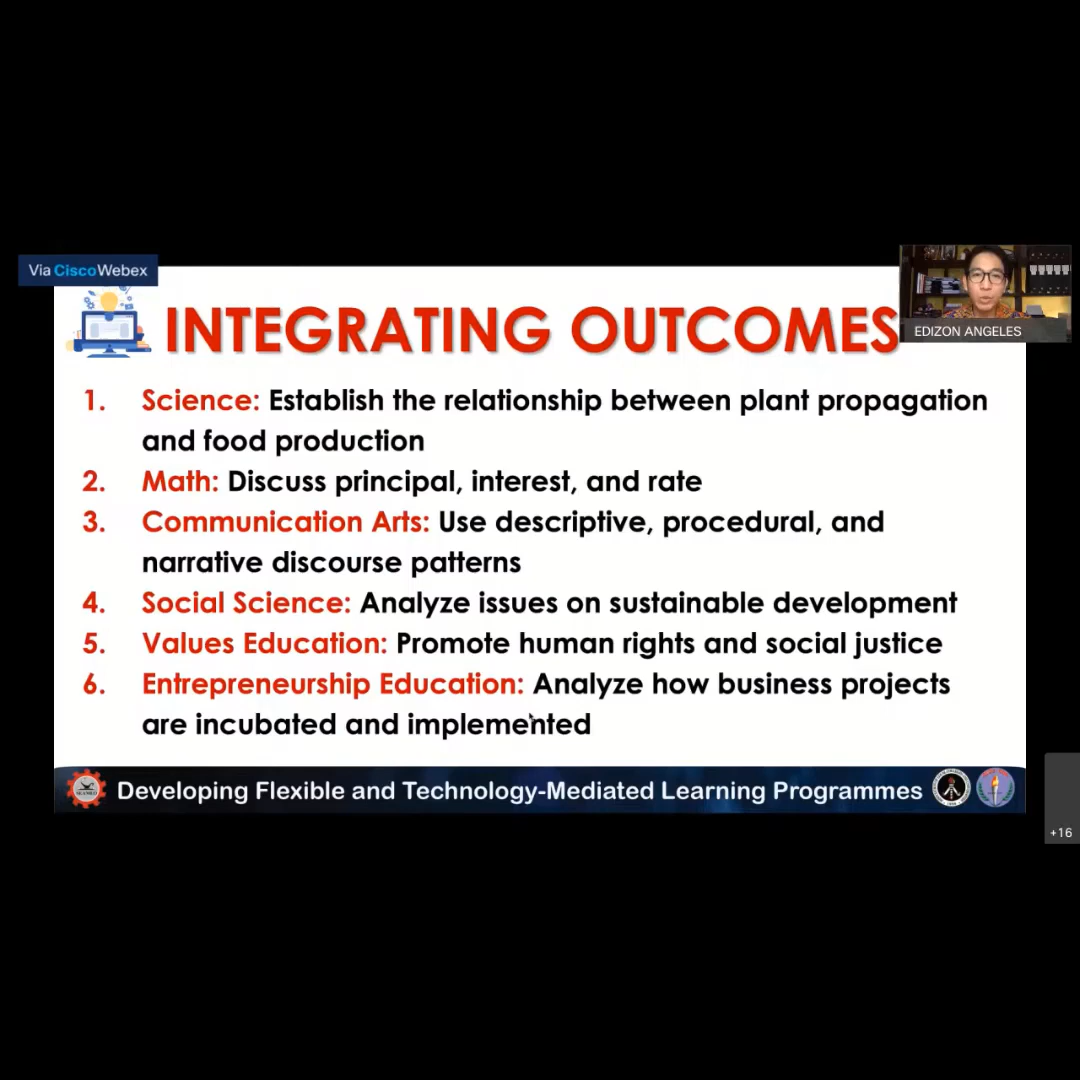 Via Cisco Webex
INTEGRATING OUTCOMES
EDIZON ANGELES
1. Science: Establish the relationship between plant propagation
and food production
2. Math: Discuss principal, interest, and rate
3. Communication Arts: Use descriptive, procedural, and
narrative discourse patterns
4. Social Science: Analyze issues on sustainable development
5. Values Education: Promote human rights and social justice
6. Entrepreneurship Education: Analyze how business projects
are incubated and implemented
Developing Flexible and Technology-Mediated Learning Programmes
+16